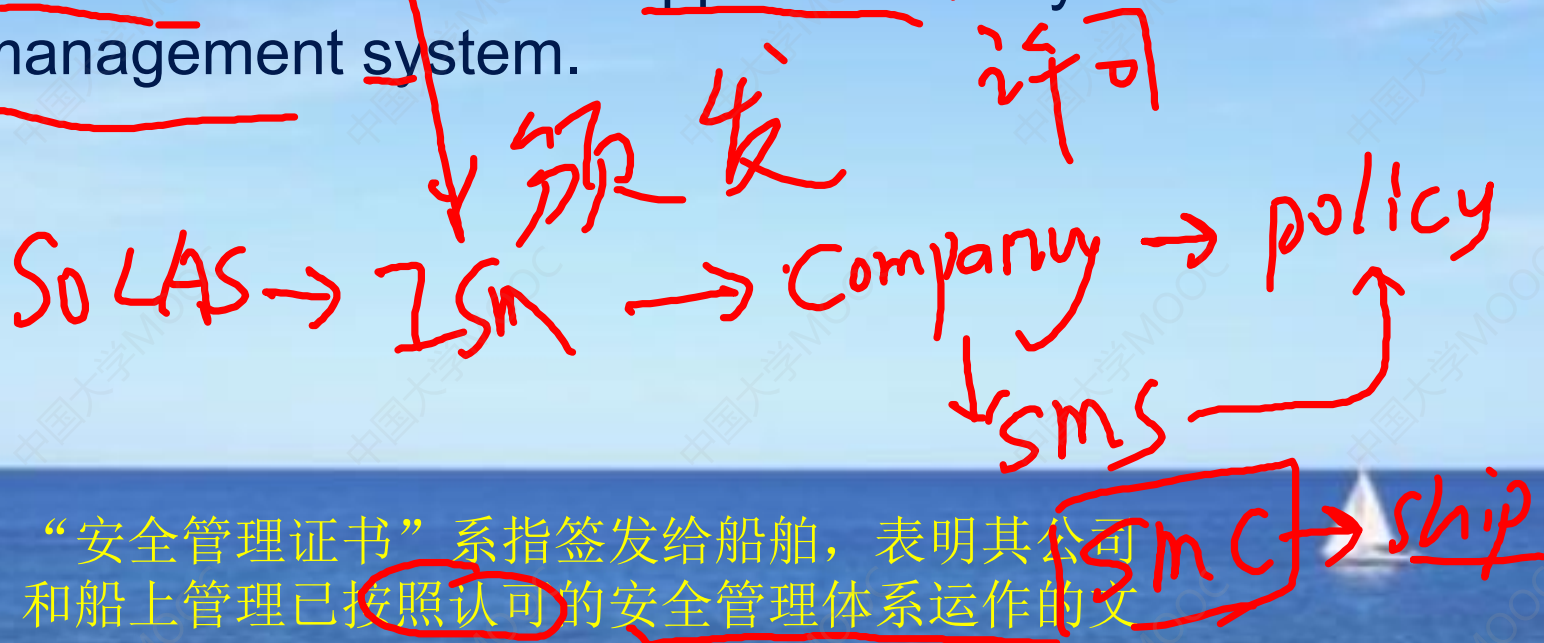 management system.
许可
颁发
SOLAS → ISM → Company → policy
SMS
SMC → ship
“安全管理证书”系指签发给船舶，表明其公司
和船上管理已按照认可的安全管理体系运作的文